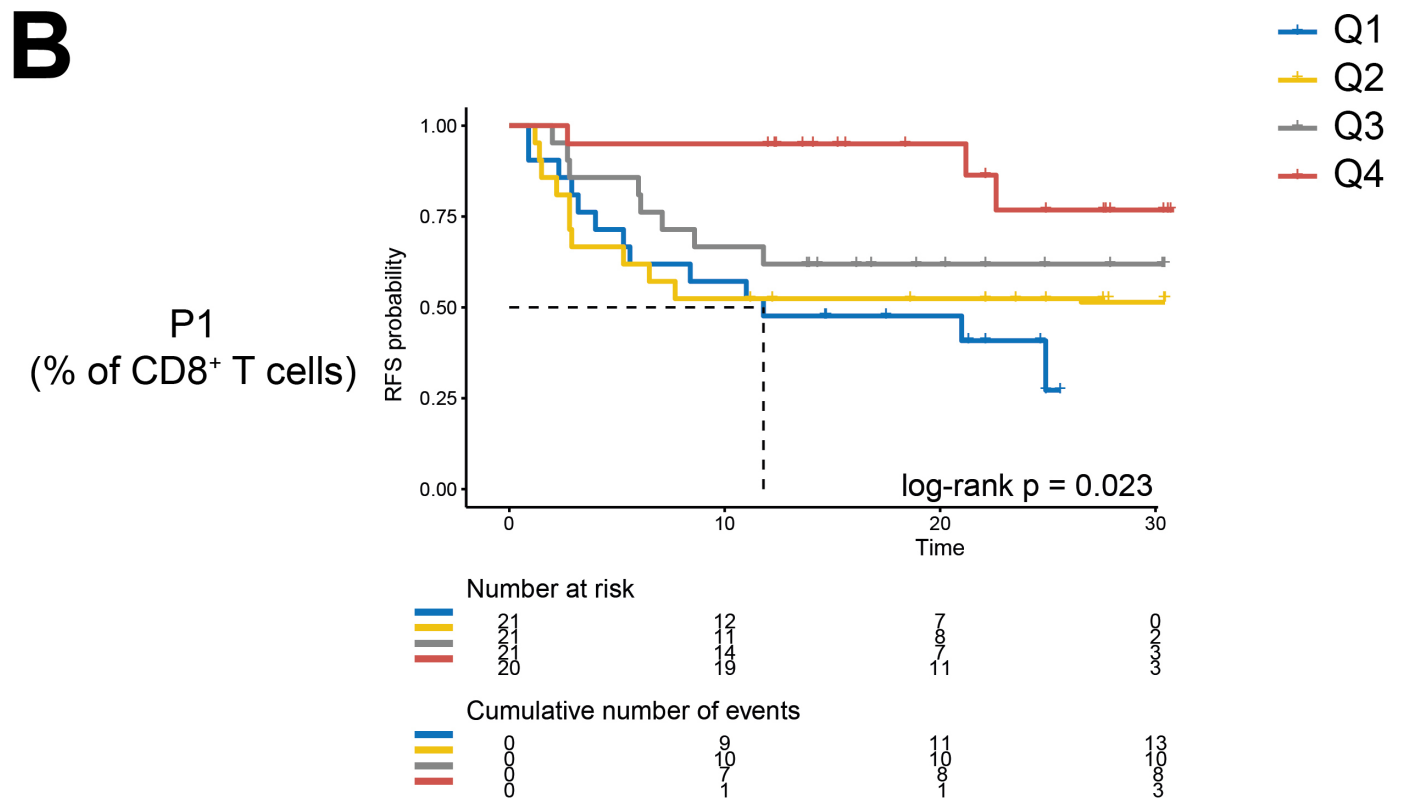 B
Q1
Q2
Q3
Q4
P1
(% of CD8⁺ T cells)
RFS probability
1.00
0.75
0.50
0.25
0.00
log-rank p = 0.023
0 10 20 30
Time
Number at risk
21 12 7 0
21 11 8 2
21 14 7 3
20 19 11 3
Cumulative number of events
0 9 11 13
0 10 10 10
0 7 8 8
0 1 1 3